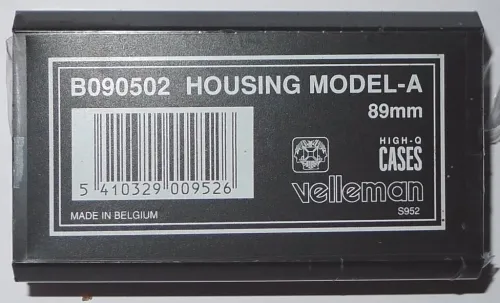 B090502 HOUSING MODEL-A
89mm
HIGH-Q
CASES
5 410329 009526
velleman
MADE IN BELGIUM
S952